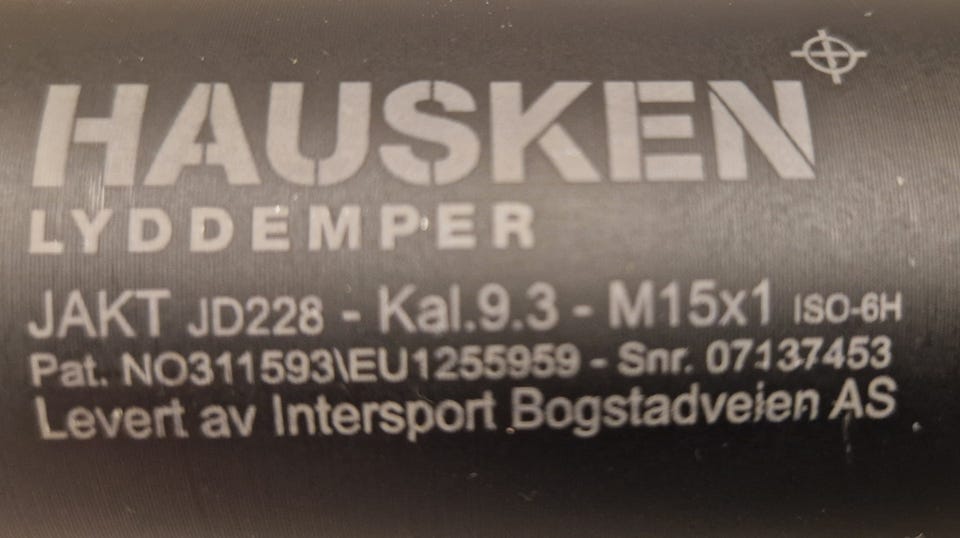 HAUSKEN
LYDDEMPER
JAKT JD228 - Kal.9.3 - M15x1 ISO-6H
Pat. NO311593\EU1255959 - Snr. 07137453
Levert av Intersport Bogstadveien AS